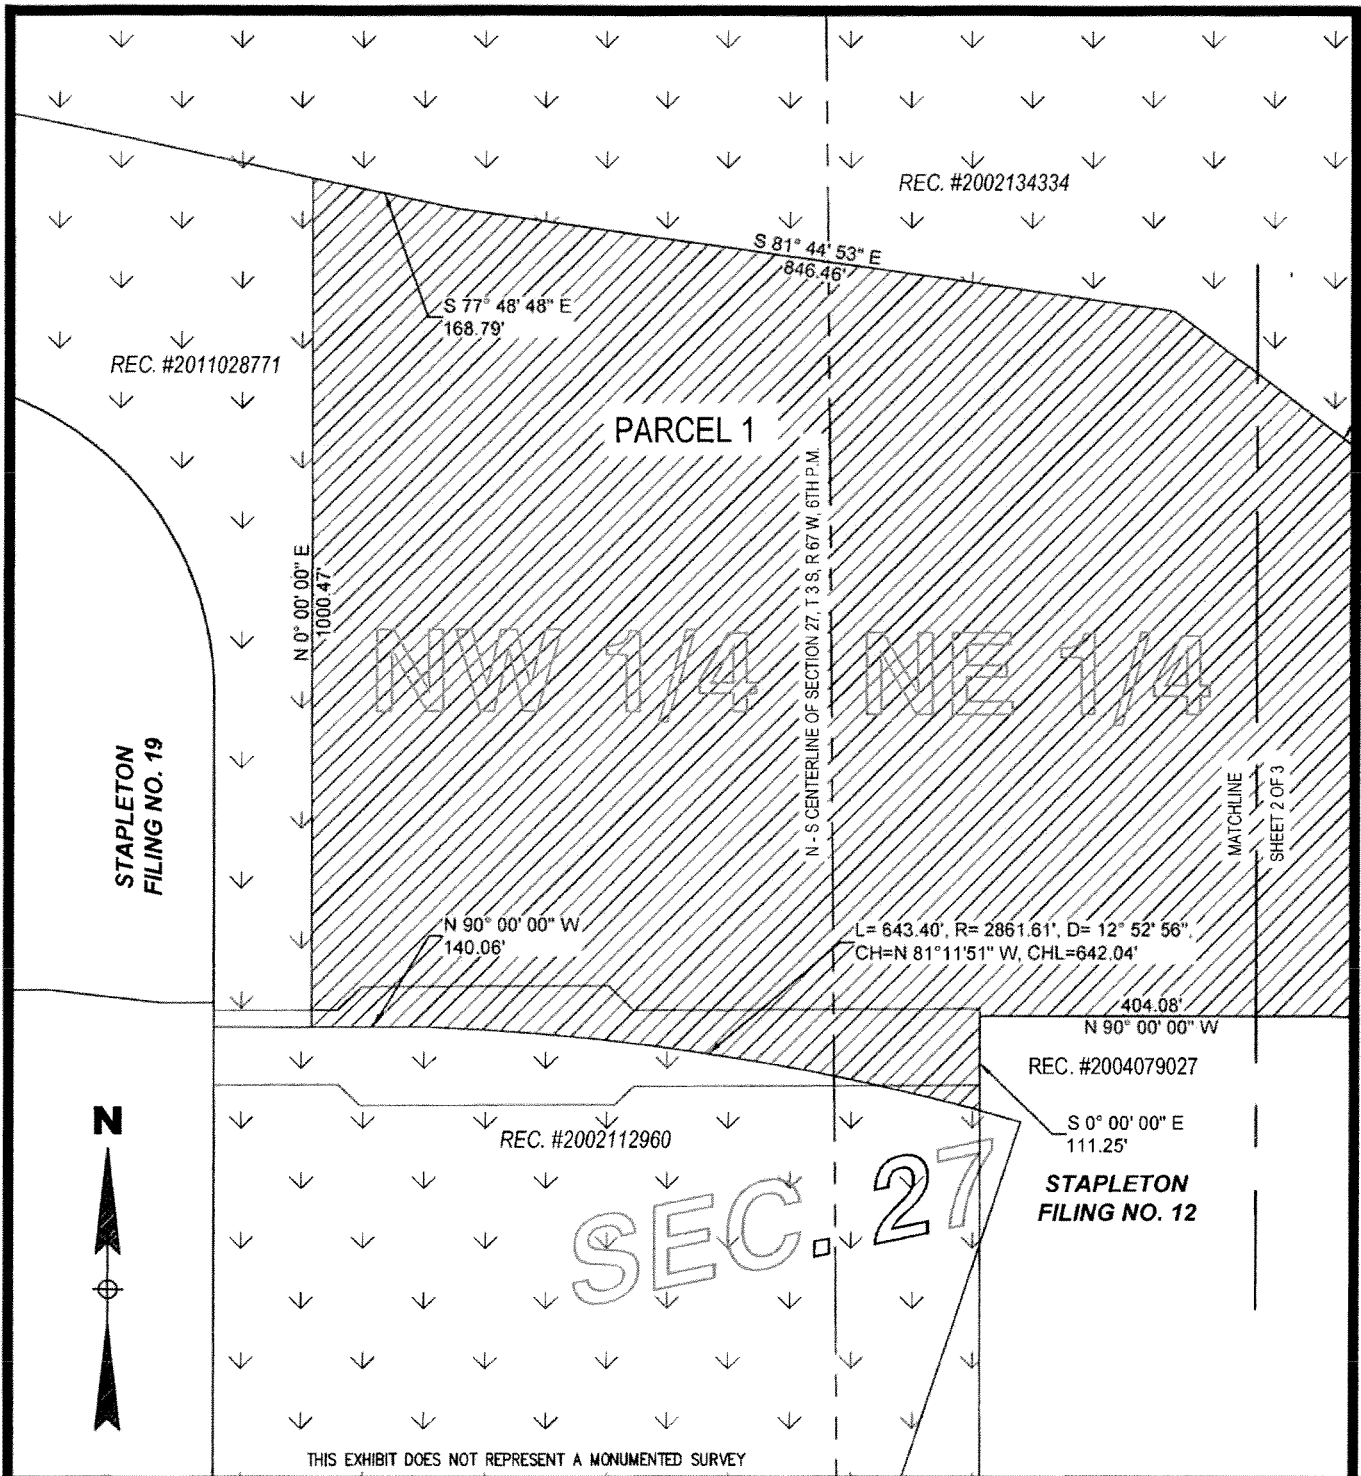 REC. #2002134334
S 81° 44' 53" E
846.46'
S 77° 48' 48" E
168.79'
REC. #2011028771
PARCEL 1
N - S CENTERLINE OF SECTION 27, T 3 S, R 67 W, 6TH P.M.
N 0° 00' 00" E
1000.47'
NW 1/4
NE 1/4
STAPLETON
FILING NO. 19
MATCHLINE
SHEET 2 OF 3
N 90° 00' 00" W
140.06'
L= 643.40', R= 2861.61', D= 12° 52' 56",
CH=N 81°11'51" W, CHL=642.04'
404.08'
N 90° 00' 00" W
REC. #2004079027
N
REC. #2002112960
S 0° 00' 00" E
111.25'
STAPLETON
FILING NO. 12
SEC. 27
THIS EXHIBIT DOES NOT REPRESENT A MONUMENTED SURVEY